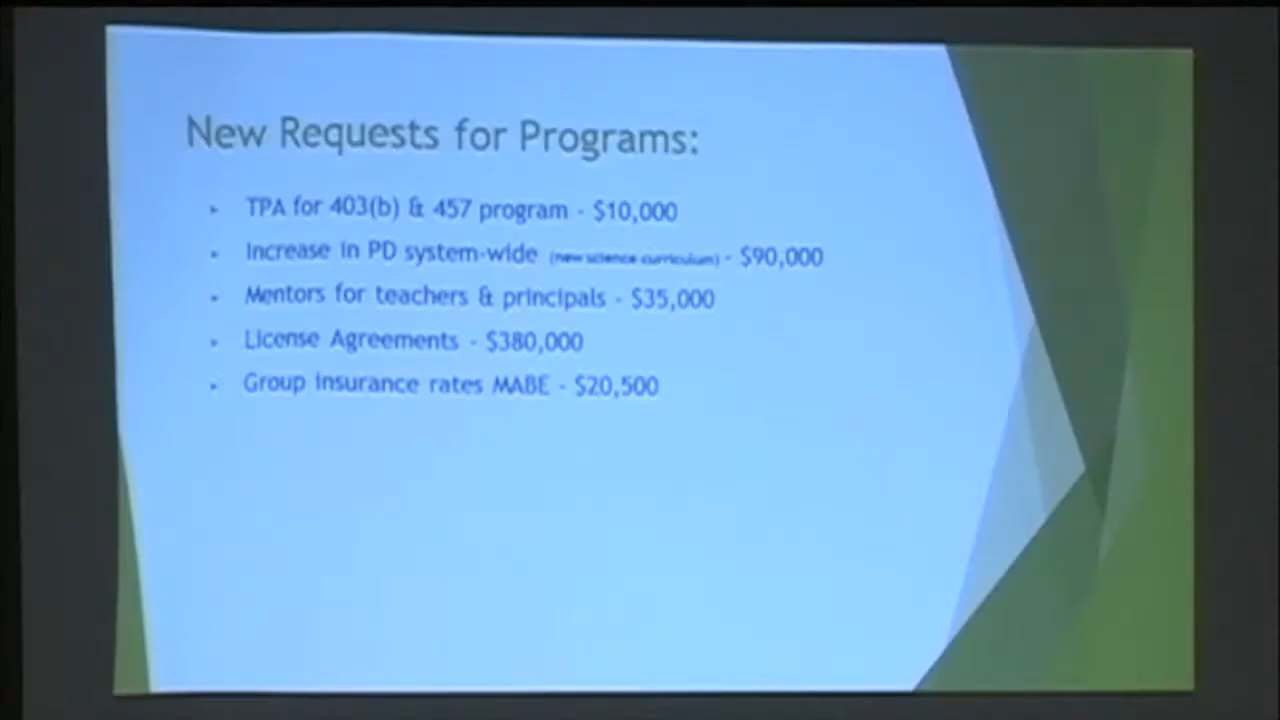 New Requests for Programs:
TPA for 403(b) & 457 program - $10,000
Increase in PD system-wide (new science curriculum) - $90,000
Mentors for teachers & principals - $35,000
License Agreements - $380,000
Group insurance rates MABE - $20,500